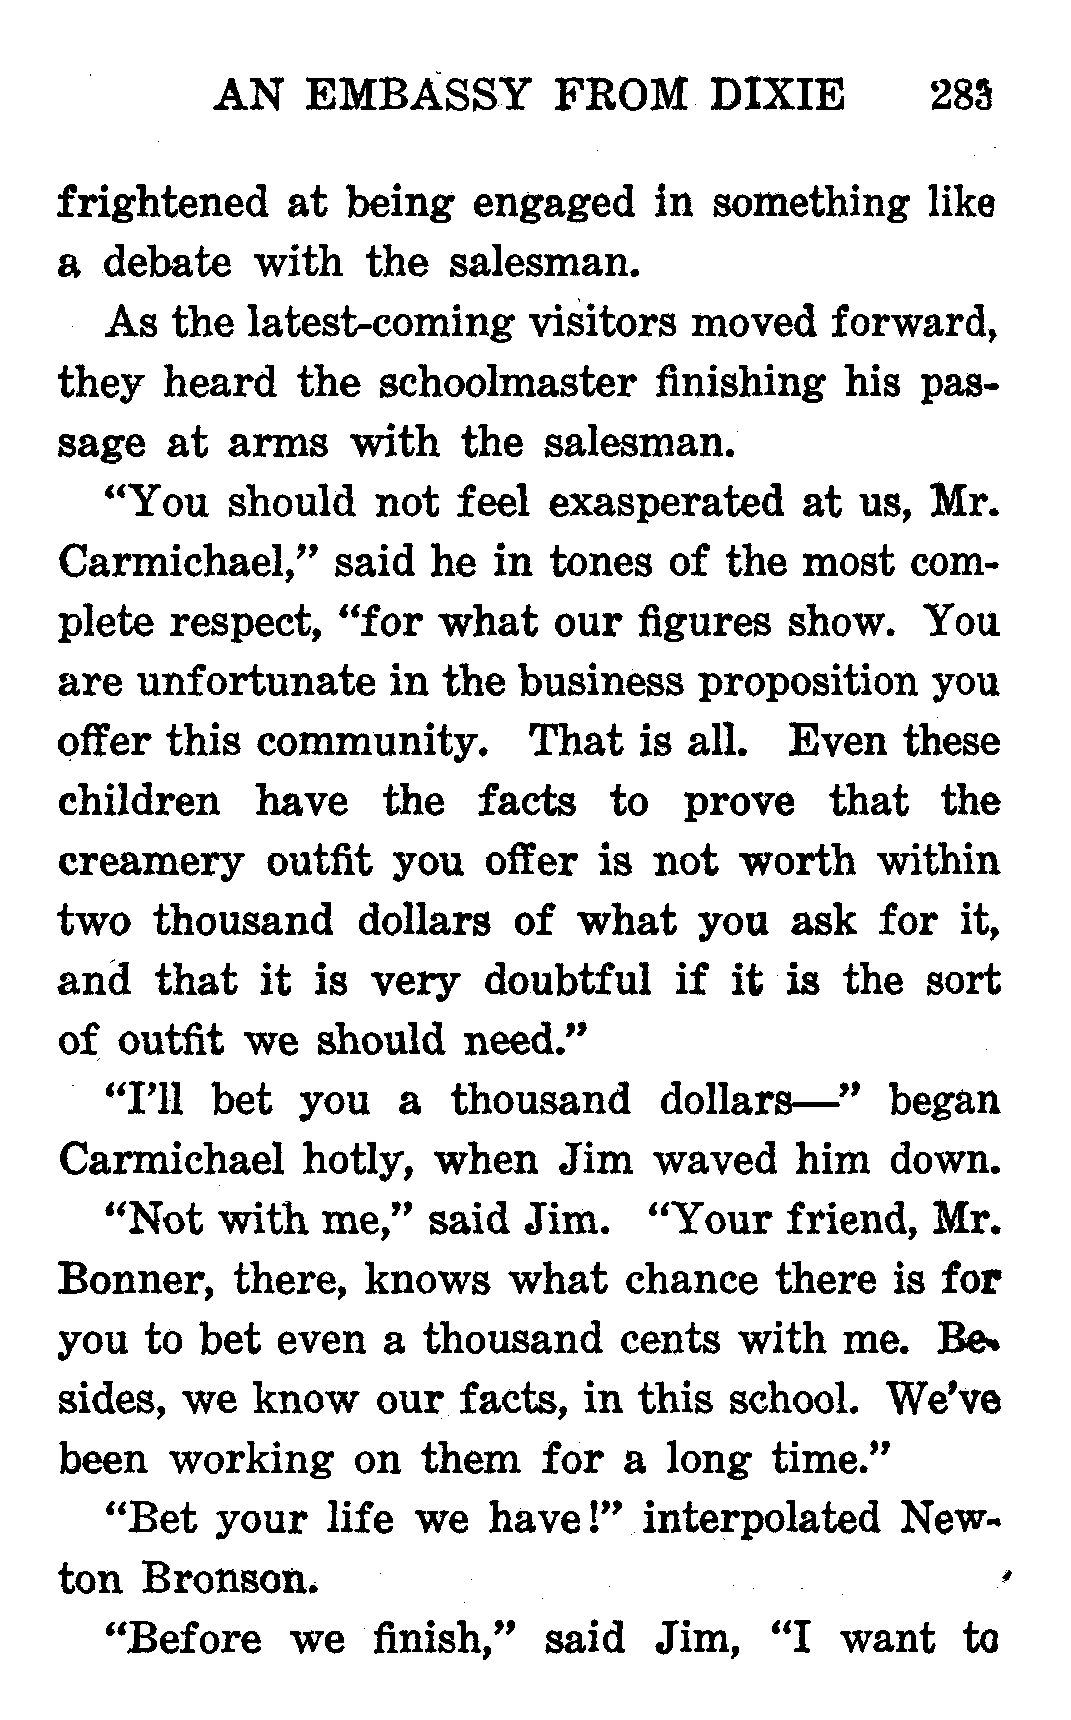 AN EMBASSY FROM DIXIE 283
frightened at being engaged in something like
a debate with the salesman.
As the latest-coming visitors moved forward,
they heard the schoolmaster finishing his pas-
sage at arms with the salesman.
“You should not feel exasperated at us, Mr.
Carmichael,” said he in tones of the most com-
plete respect, “for what our figures show. You
are unfortunate in the business proposition you
offer this community. That is all. Even these
children have the facts to prove that the
creamery outfit you offer is not worth within
two thousand dollars of what you ask for it,
and that it is very doubtful if it is the sort
of outfit we should need.”
“I’ll bet you a thousand dollars—” began
Carmichael hotly, when Jim waved him down.
“Not with me,” said Jim. “Your friend, Mr.
Bonner, there, knows what chance there is for
you to bet even a thousand cents with me. Be-
sides, we know our facts, in this school. We’ve
been working on them for a long time.”
“Bet your life we have!” interpolated New-
ton Bronson.
“Before we finish,” said Jim, “I want to